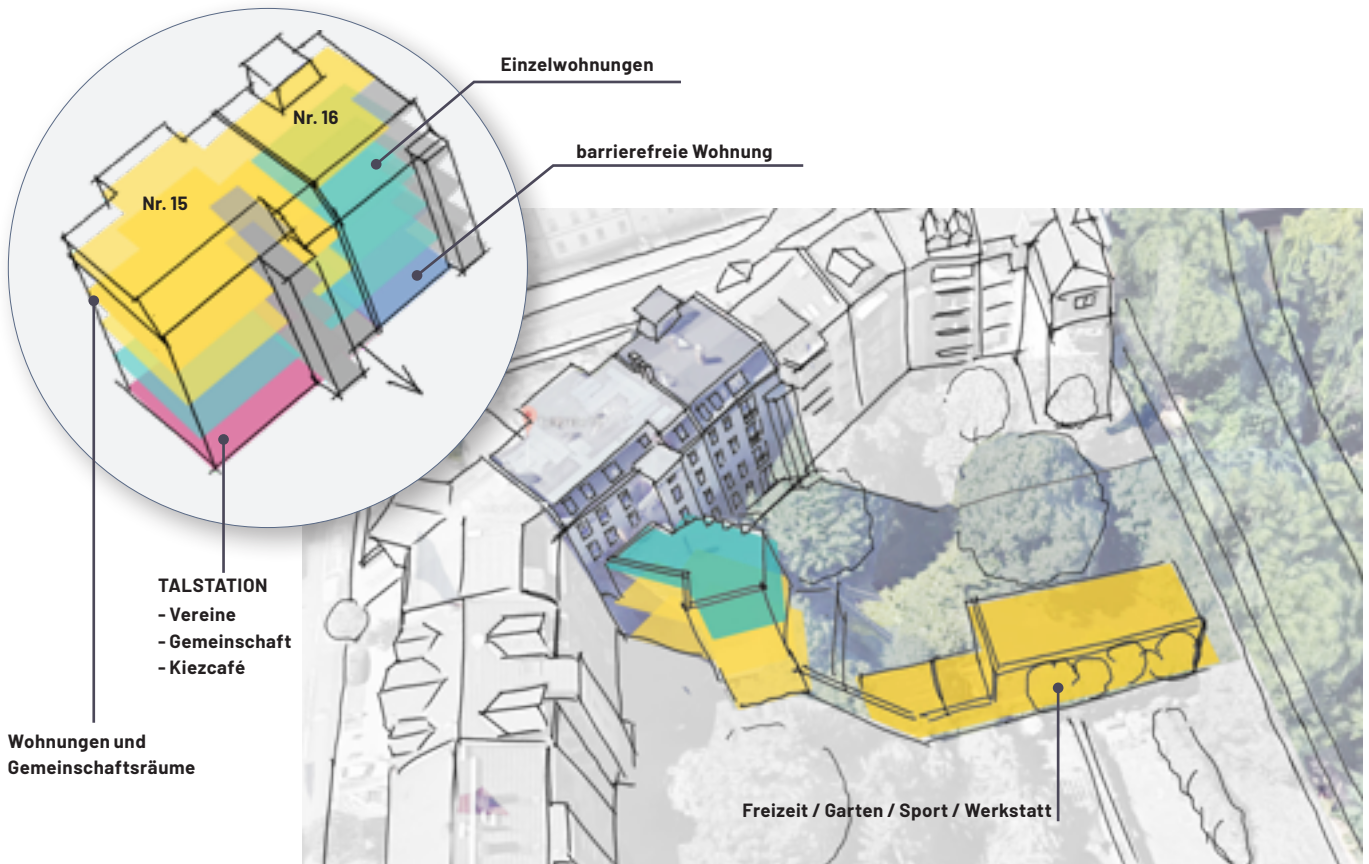 Einzelwohnungen
Nr. 16
barrierefreie Wohnung
Nr. 15
TALSTATION
- Vereine
- Gemeinschaft
- Kiezcafé
Wohnungen und
Gemeinschaftsräume
Freizeit / Garten / Sport / Werkstatt